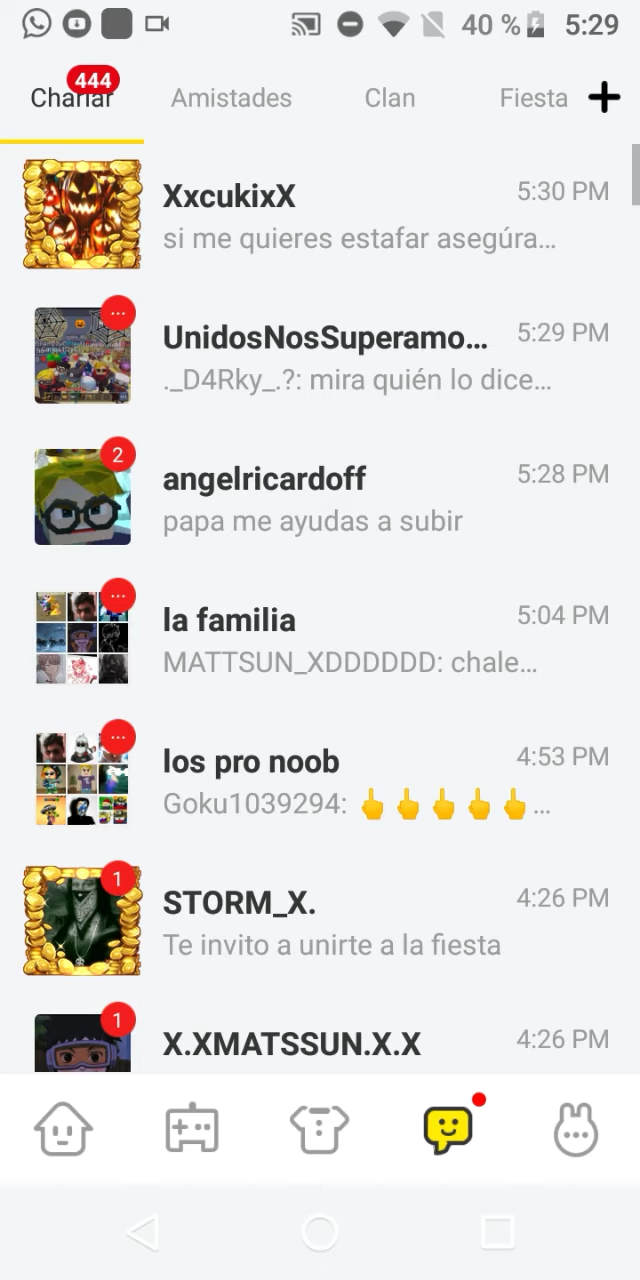 40 % 5:29
444
Charlar Amistades Clan Fiesta
XxcukixX 5:30 PM
si me quieres estafar asegúra...
UnidosNosSuperamo... 5:29 PM
._D4Rky_.?: mira quién lo dice...
2
angelricardoff 5:28 PM
papa me ayudas a subir
la familia 5:04 PM
MATTSUN_XDDDDDD: chale...
los pro noob 4:53 PM
Goku1039294: 🖕🖕🖕🖕🖕...
1
STORM_X. 4:26 PM
Te invito a unirte a la fiesta
1
X.XMATSSUN.X.X 4:26 PM